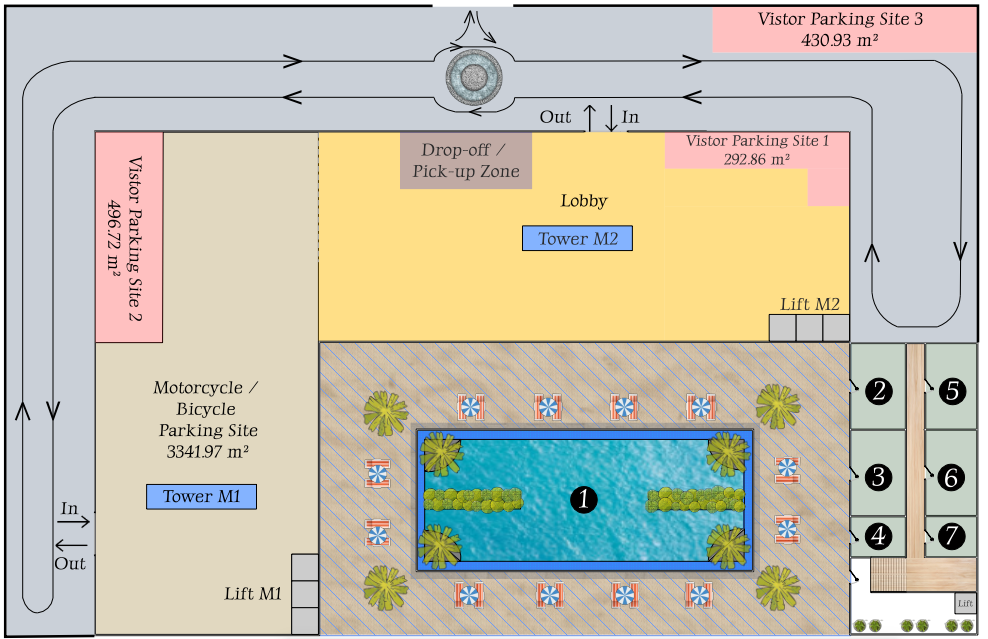 Vistor Parking Site 3
430.93 m²
Out
In
Vistor Parking Site 1
292.86 m²
Drop-off /
Pick-up Zone
Lobby
Tower M2
Lift M2
Vistor Parking Site 2
496.72 m²
Motorcycle /
Bicycle
Parking Site
3341.97 m²
Tower M1
In
Out
Lift M1
1
2
3
4
5
6
7
Lift